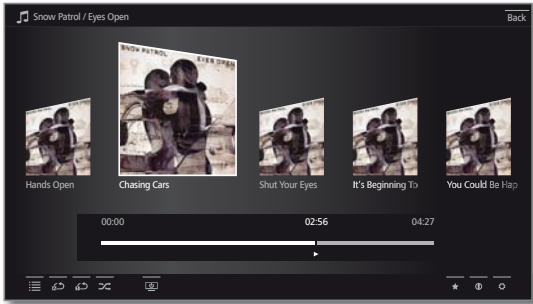 Snow Patrol / Eyes Open
Back
SNOW PATROL EYES OPEN
Hands Open
Chasing Cars
Shut Your Eyes
It's Beginning To
You Could Be Hap
00:00 02:56 04:27